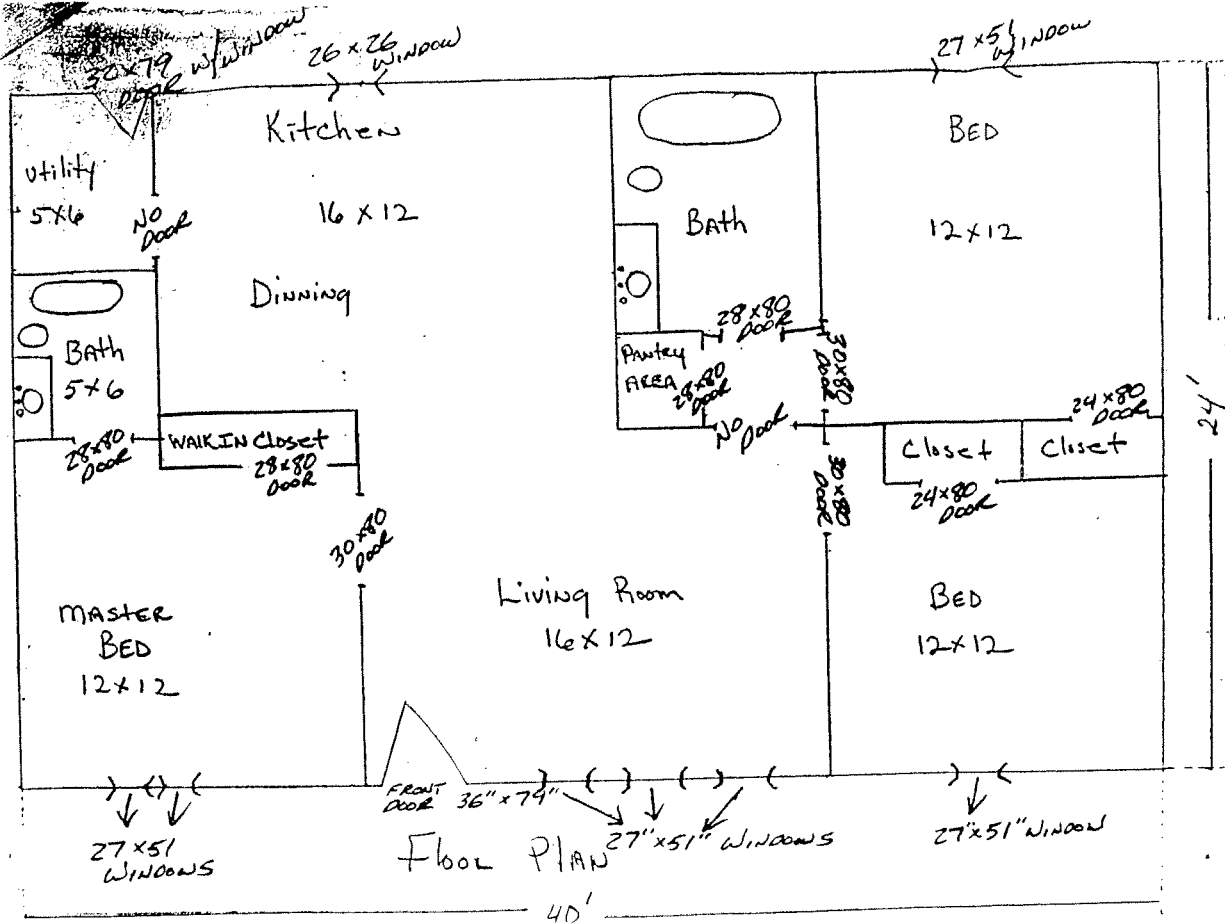 30x79
DOOR W/WINDOW
26 x 26
WINDOW
27 x 51
WINDOW
Kitchen
16 x 12
Dinning
utility
5x6
NO
DOOR
Bath
5x6
28x80
DOOR
WALK IN Closet
28x80
DOOR
30x80
DOOR
MASTER
BED
12x12
Bath
28x80
DOOR
PANtRy
AREA
28x80
DOOR
NO DOOR
30x80
DOOR
30x80
DOOR
BED
12x12
24x80
DOOR
Closet
Closet
24x80
DOOR
24'
Living Room
16x12
BED
12x12
FRONT
DOOR 36" x 79"
27 x 51
WINDOWS
27" x 51" WINDOWS
27" x 51" WINDOW
Floor Plan
40'